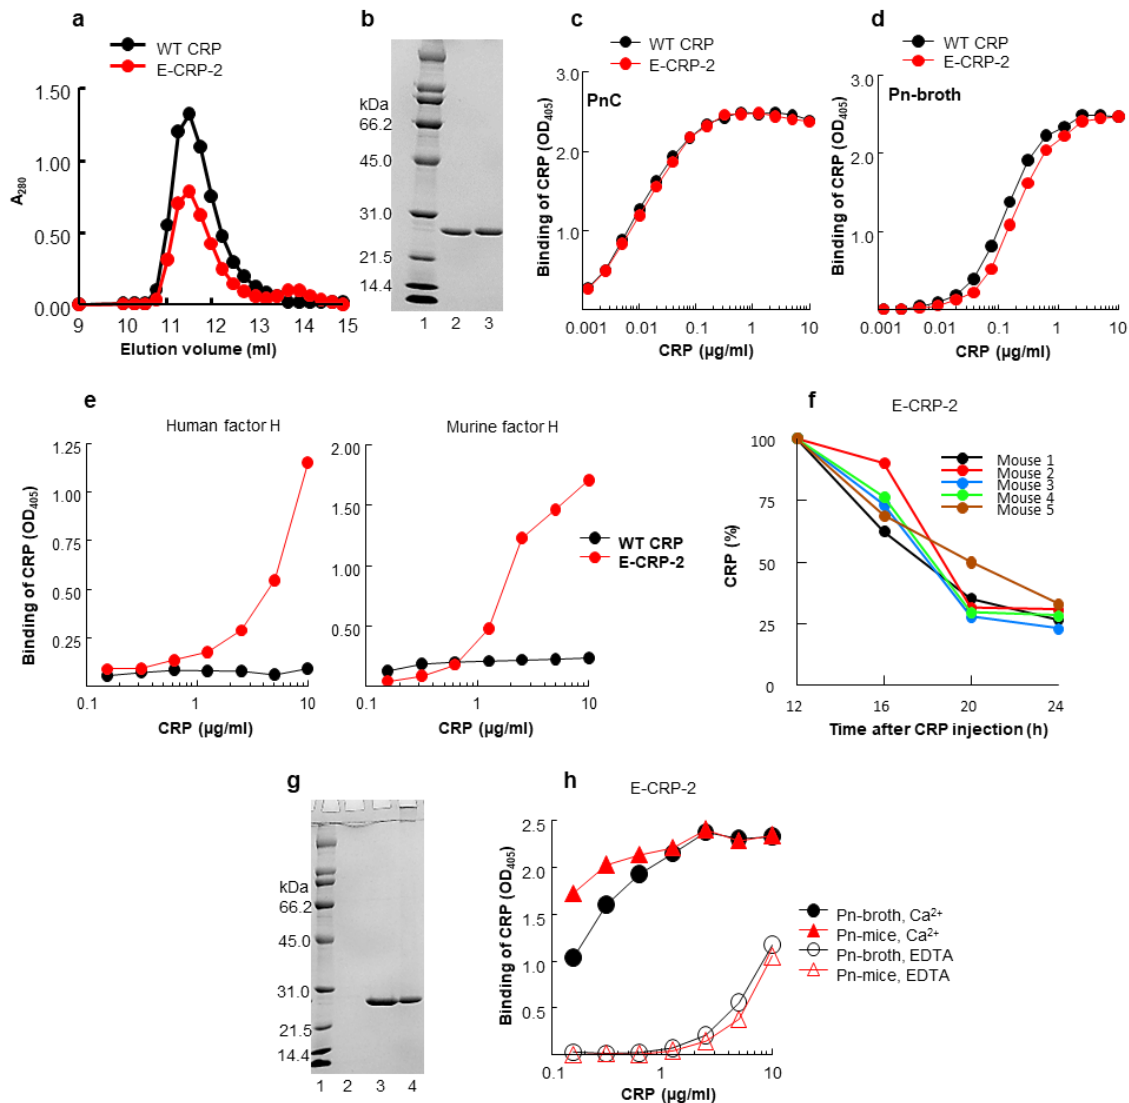 a
WT CRP
E-CRP-2
1.50
1.00
0.50
0.00
A280
9 10 11 12 13 14 15
Elution volume (ml)
b
kDa
66.2
45.0
31.0
21.5
14.4
1 2 3
c
WT CRP
E-CRP-2
PnC
3.0
2.0
1.0
Binding of CRP (OD405)
0.001 0.01 0.1 1 10
CRP (µg/ml)
d
WT CRP
E-CRP-2
Pn-broth
3.0
2.0
1.0
Binding of CRP (OD405)
0.001 0.01 0.1 1 10
CRP (µg/ml)
e
Human factor H
1.25
1.00
0.75
0.50
0.25
Binding of CRP (OD405)
0.1 1 10
CRP (µg/ml)
Murine factor H
2.00
1.50
1.00
0.50
0.1 1 10
CRP (µg/ml)
WT CRP
E-CRP-2
f
E-CRP-2
100
75
50
25
0
CRP (%)
Mouse 1
Mouse 2
Mouse 3
Mouse 4
Mouse 5
12 16 20 24
Time after CRP injection (h)
g
kDa
66.2
45.0
31.0
21.5
14.4
1 2 3 4
h
E-CRP-2
2.5
2.0
1.5
1.0
0.5
Binding of CRP (OD405)
0.1 1 10
CRP (µg/ml)
Pn-broth, Ca²⁺
Pn-mice, Ca²⁺
Pn-broth, EDTA
Pn-mice, EDTA